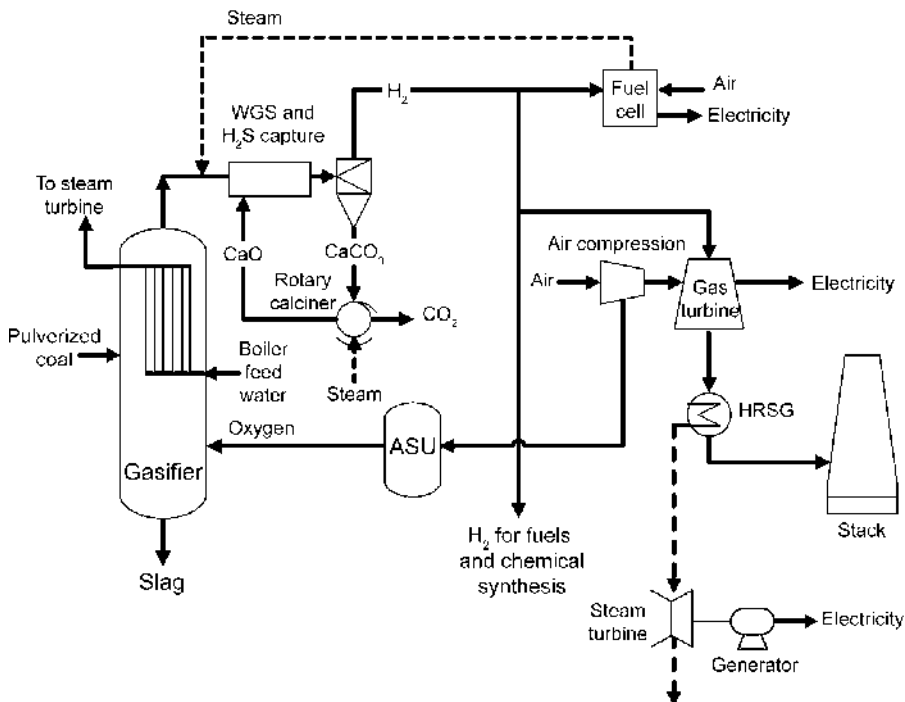 Steam
H₂
Fuel
cell
Air
Electricity
WGS and
H₂S capture
To steam
turbine
CaO
CaCO₃
Air compression
Rotary
calciner
Air
Gas
turbine
Electricity
CO₂
Pulverized
coal
Boiler
feed
water
Steam
HRSG
Oxygen
ASU
Gasifier
Stack
H₂ for fuels
and chemical
synthesis
Slag
Steam
turbine
Electricity
Generator